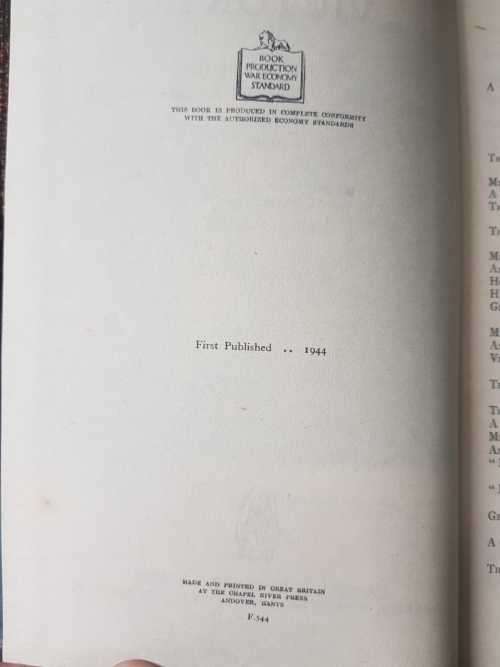 BOOK
PRODUCTION
WAR ECONOMY
STANDARD
THIS BOOK IS PRODUCED IN COMPLETE CONFORMITY
WITH THE AUTHORIZED ECONOMY STANDARDS
First Published .. 1944
MADE AND PRINTED IN GREAT BRITAIN
AT THE CHAPEL RIVER PRESS
ANDOVER, HANTS
F.544
A
A
A
A